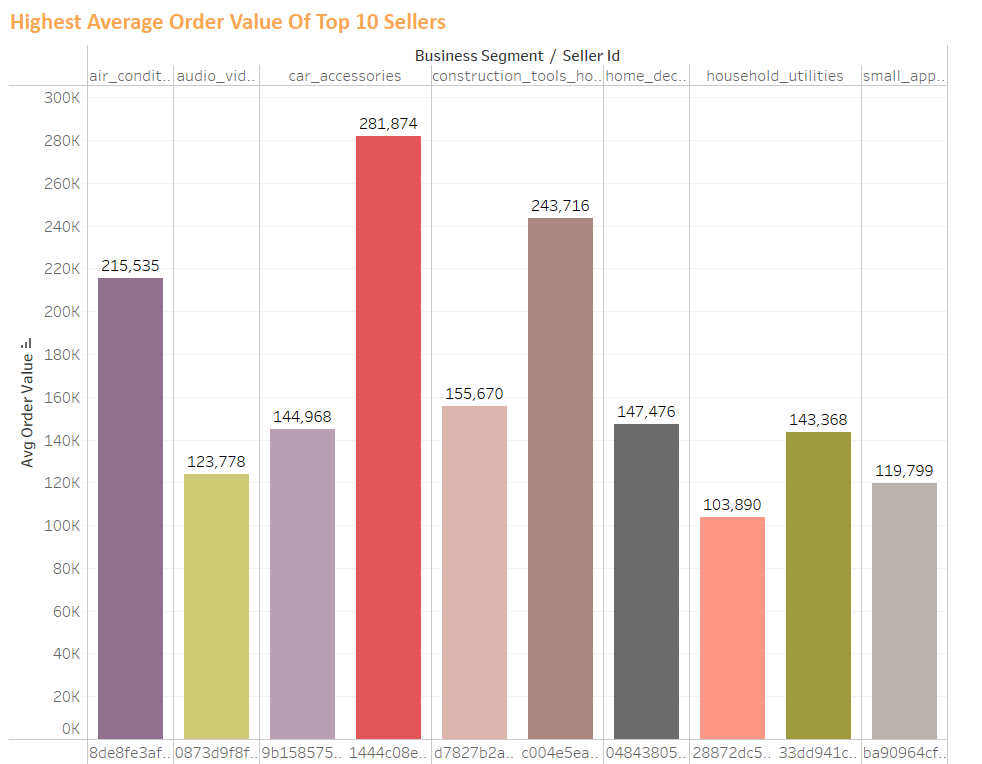 Highest Average Order Value Of Top 10 Sellers
Business Segment / Seller Id
air_condit.. audio_vid.. car_accessories construction_tools_ho.. home_dec.. household_utilities small_app..
300K
280K
260K
240K
220K
200K
180K
160K
140K
120K
100K
80K
60K
40K
20K
0K
Avg Order Value
215,535
123,778
144,968
281,874
155,670
243,716
147,476
103,890
143,368
119,799
8de8fe3af.. 0873d9f8f.. 9b158575.. 1444c08e.. d7827b2a.. c004e5ea.. 04843805.. 28872dc5.. 33dd941c.. ba90964cf..